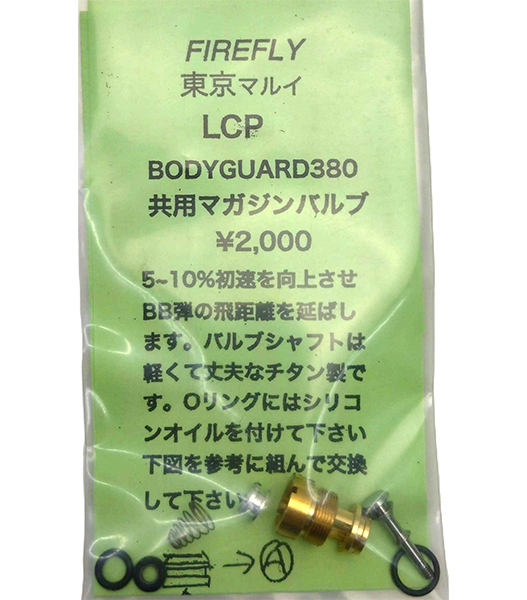 FIREFLY
東京マルイ
LCP
BODYGUARD380
共用マガジンバルブ
¥2,000
5~10%初速を向上させ
BB弾の飛距離を延ばし
ます。バルブシャフトは
軽くて丈夫なチタン製で
す。Oリングにはシリコ
ンオイルを付けて下さい
下図を参考に組んで交換
して下さい
→Ⓐ